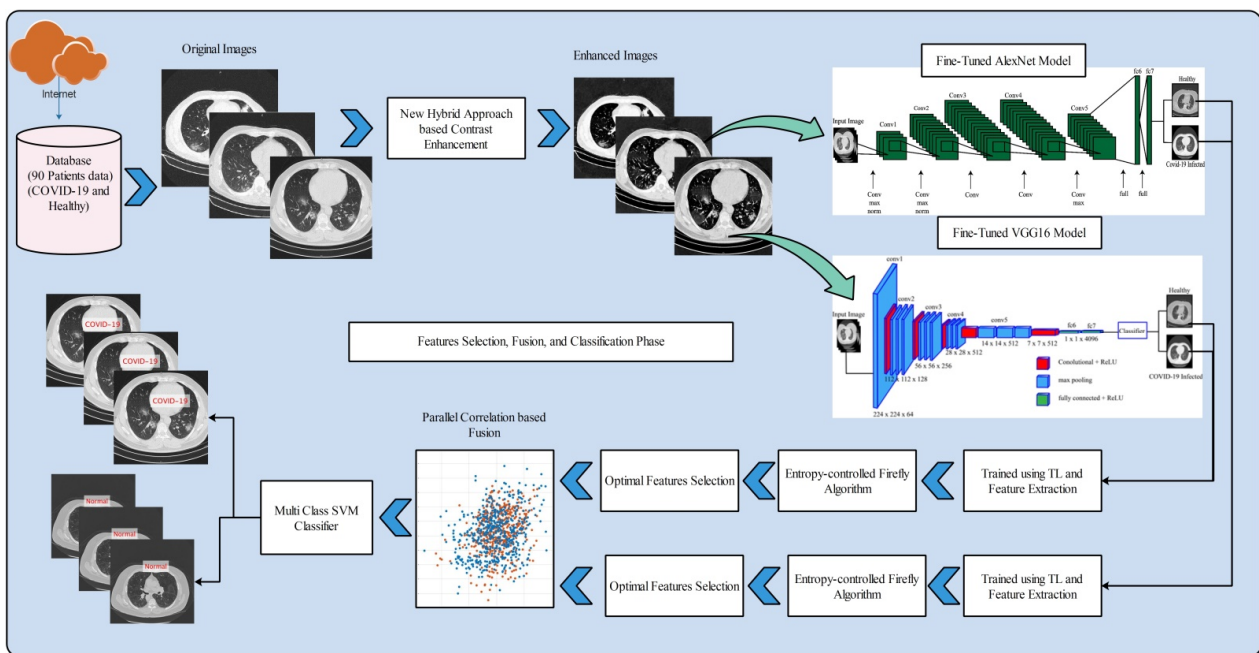 Internet
Database
(90 Patients data)
(COVID-19 and
Healthy)
Original Images
New Hybrid Approach
based Contrast
Enhancement
Enhanced Images
Fine-Tuned AlexNet Model
Input Image
Conv1
Conv2
Conv3
Conv4
Conv5
fc6
fc7
Healthy
Covid-19 Infected
Conv
max
norm
Conv
max
norm
Conv
Conv
Conv
max
full
full
Fine-Tuned VGG16 Model
Input Image
conv1
conv2
conv3
conv4
conv5
fc6
fc7
Classifier
Healthy
COVID-19 Infected
224 x 224 x 64
112 x 112 x 128
56 x 56 x 256
28 x 28 x 512
14 x 14 x 512
7 x 7 x 512
1 x 1 x 4096
Conolutional + ReLU
max pooling
fully connected + ReLU
Features Selection, Fusion, and Classification Phase
Trained using TL and
Feature Extraction
Entropy-controlled Firefly
Algorithm
Optimal Features Selection
Trained using TL and
Feature Extraction
Entropy-controlled Firefly
Algorithm
Optimal Features Selection
Parallel Correlation based
Fusion
Multi Class SVM
Classifier
COVID-19
COVID-19
COVID-19
Normal
Normal
Normal